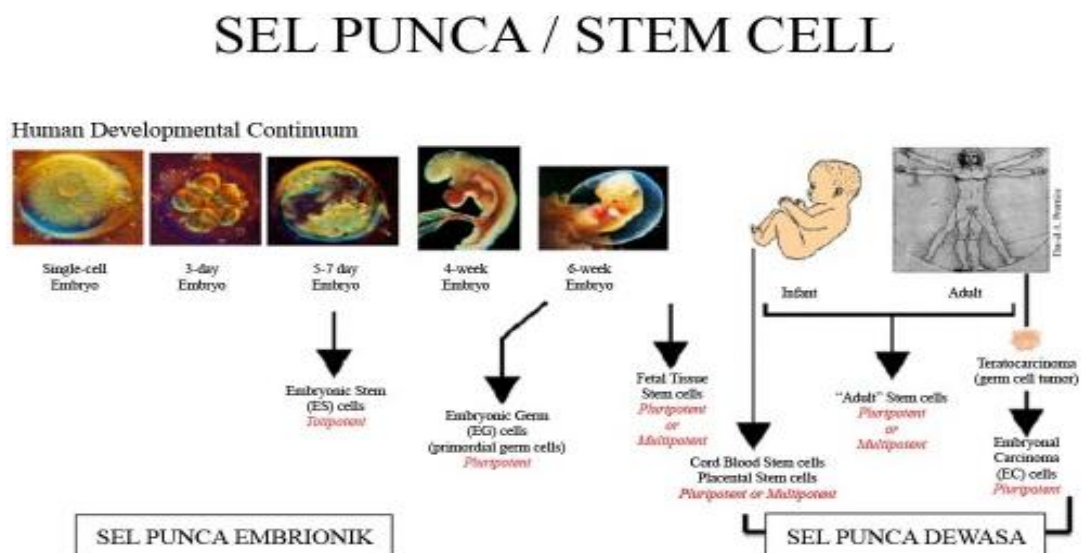 SEL PUNCA / STEM CELL
Human Developmental Continuum
Single-cell
Embryo
3-day
Embryo
5-7 day
Embryo
4-week
Embryo
6-week
Embryo
Infant
Adult
Embryonic Stem
(ES) cells
Totipotent
Embryonic Germ
(EG) cells
(primordial germ cells)
Pluripotent
Fetal Tissue
Stem cells
Pluripotent
or
Multipotent
Cord Blood Stem cells
Placental Stem cells
Pluripotent or Multipotent
"Adult" Stem cells
Pluripotent
or
Multipotent
Teratocarcinoma
(germ cell tumor)
Embryonal
Carcinoma
(EC) cells
Pluripotent
SEL PUNCA EMBRIONIK
SEL PUNCA DEWASA